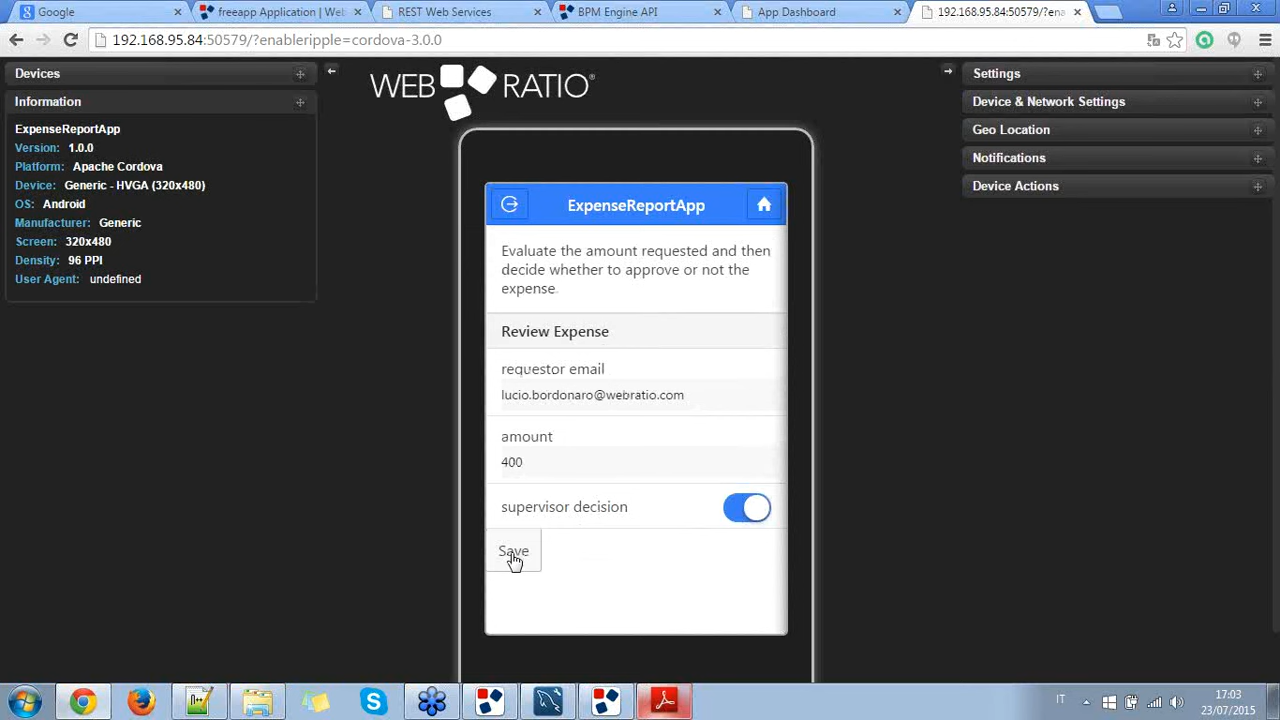 Google
freeapp Application | Web
REST Web Services
BPM Engine API
App Dashboard
192.168.95.84:50579/?ena
192.168.95.84:50579/?enableripple=cordova-3.0.0
Devices
Information
ExpenseReportApp
Version: 1.0.0
Platform: Apache Cordova
Device: Generic - HVGA (320x480)
OS: Android
Manufacturer: Generic
Screen: 320x480
Density: 96 PPI
User Agent: undefined
WEB RATIO®
ExpenseReportApp
Evaluate the amount requested and then
decide whether to approve or not the
expense.
Review Expense
requestor email
lucio.bordonaro@webratio.com
amount
400
supervisor decision
Save
Settings
Device & Network Settings
Geo Location
Notifications
Device Actions
IT
17:03
23/07/2015